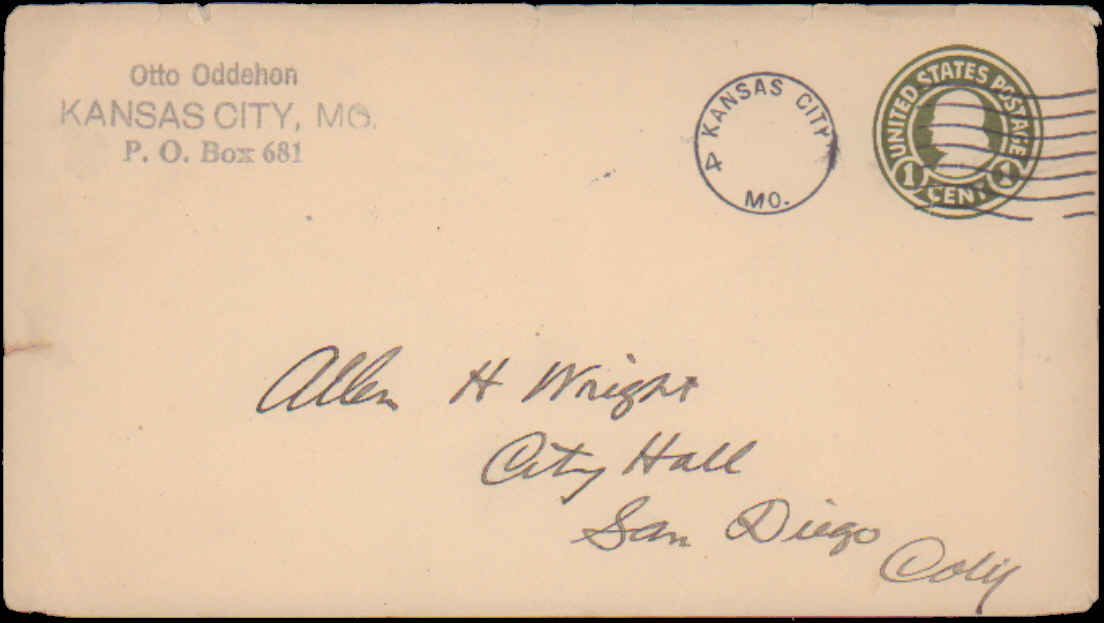 Otto Oddehon
KANSAS CITY, MO.
P. O. Box 681
KANSAS CITY
4
MO.
UNITED STATES POSTAGE
1 CENT 1
Allen H Wright
City Hall
San Diego
Calif